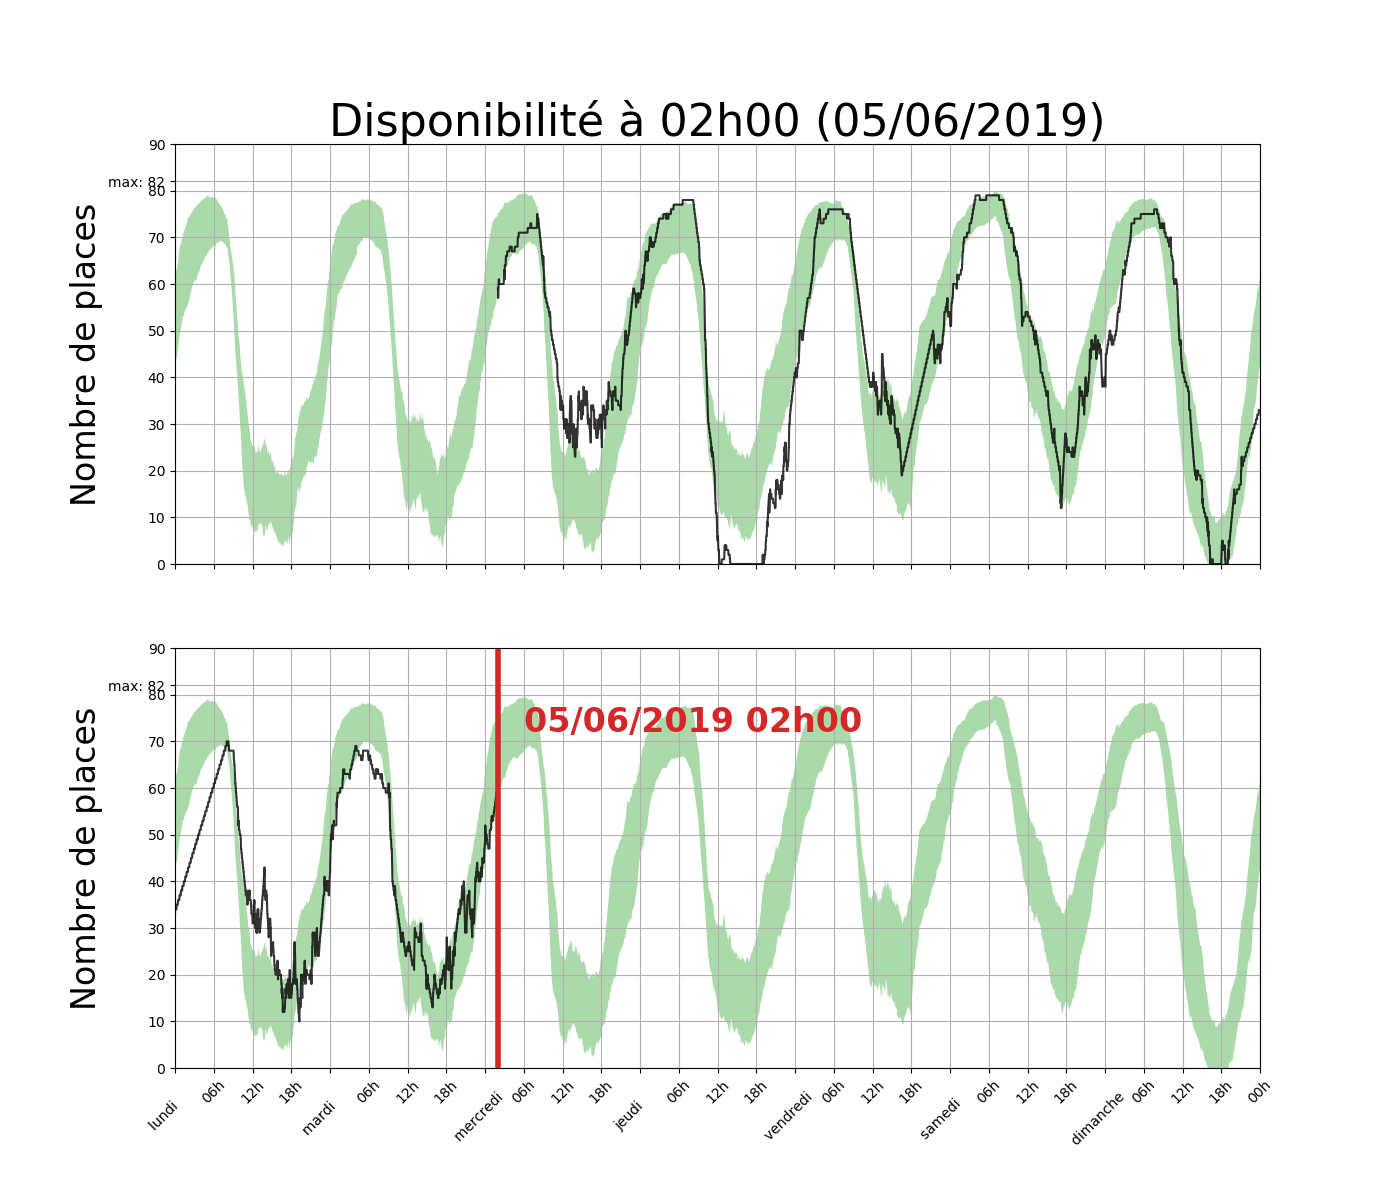 Disponibilité à 02h00 (05/06/2019)
Nombre de places
90
max: 82
80
70
60
50
40
30
20
10
0
Nombre de places
90
max: 82
80
70
60
50
40
30
20
10
0
05/06/2019 02h00
lundi 06h 12h 18h mardi 06h 12h 18h mercredi 06h 12h 18h jeudi 06h 12h 18h vendredi 06h 12h 18h samedi 06h 12h 18h dimanche 06h 12h 18h 00h